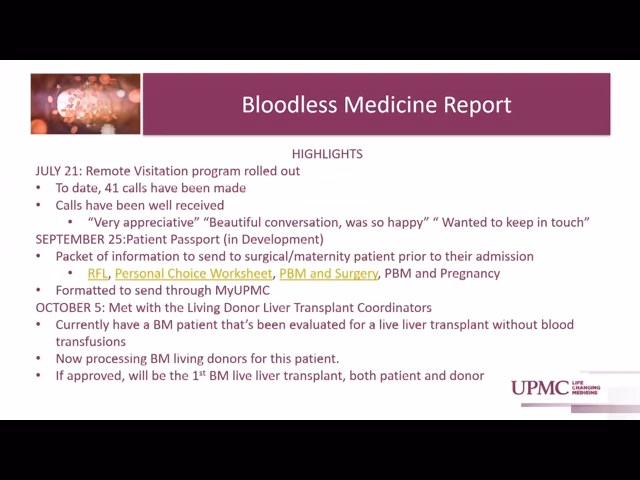 Bloodless Medicine Report
HIGHLIGHTS
JULY 21: Remote Visitation program rolled out
• To date, 41 calls have been made
• Calls have been well received
• “Very appreciative” “Beautiful conversation, was so happy” “ Wanted to keep in touch”
SEPTEMBER 25:Patient Passport (in Development)
• Packet of information to send to surgical/maternity patient prior to their admission
• RFL, Personal Choice Worksheet, PBM and Surgery, PBM and Pregnancy
• Formatted to send through MyUPMC
OCTOBER 5: Met with the Living Donor Liver Transplant Coordinators
• Currently have a BM patient that’s been evaluated for a live liver transplant without blood
transfusions
• Now processing BM living donors for this patient.
• If approved, will be the 1st BM live liver transplant, both patient and donor
UPMC LIFE
CHANGING
MEDICINE